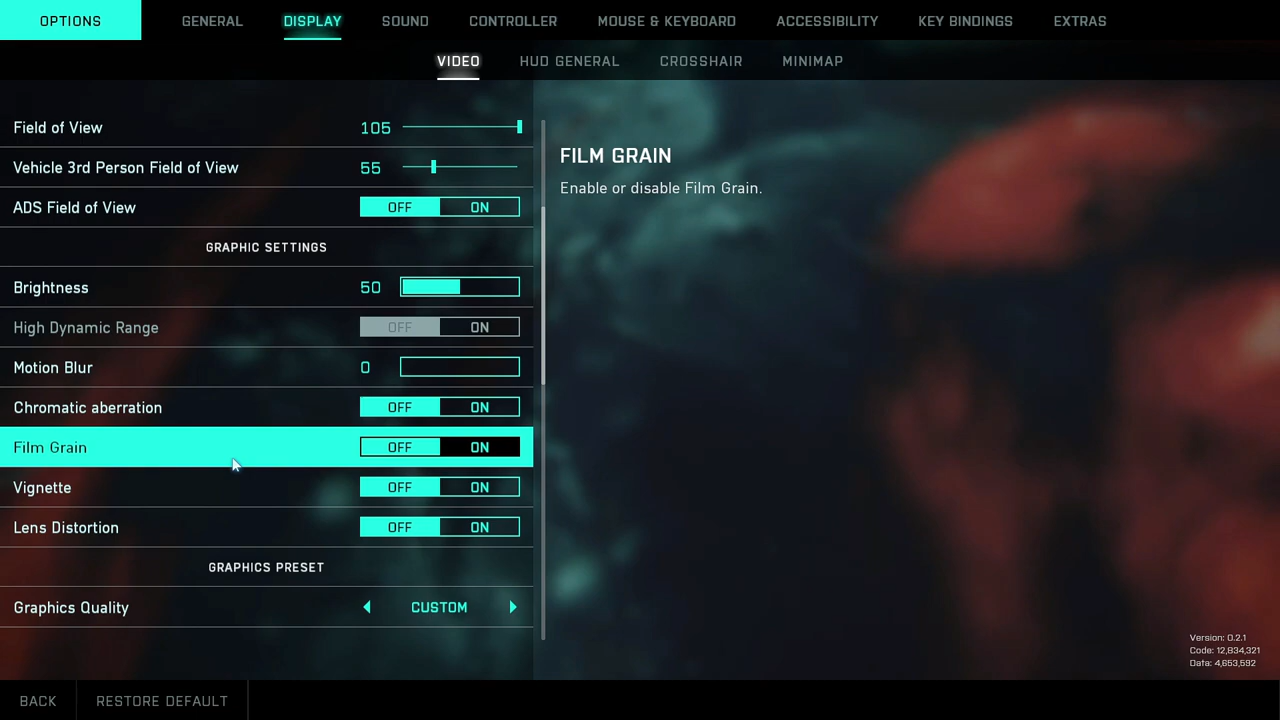 OPTIONS GENERAL DISPLAY SOUND CONTROLLER MOUSE & KEYBOARD ACCESSIBILITY KEY BINDINGS EXTRAS
VIDEO HUD GENERAL CROSSHAIR MINIMAP
Field of View 105
Vehicle 3rd Person Field of View 55
ADS Field of View OFF ON
GRAPHIC SETTINGS
Brightness 50
High Dynamic Range OFF ON
Motion Blur 0
Chromatic aberration OFF ON
Film Grain OFF ON
Vignette OFF ON
Lens Distortion OFF ON
GRAPHICS PRESET
Graphics Quality CUSTOM
FILM GRAIN
Enable or disable Film Grain.
Version: 0.2.1
Code: 12,834,321
Data: 4,653,592
BACK RESTORE DEFAULT